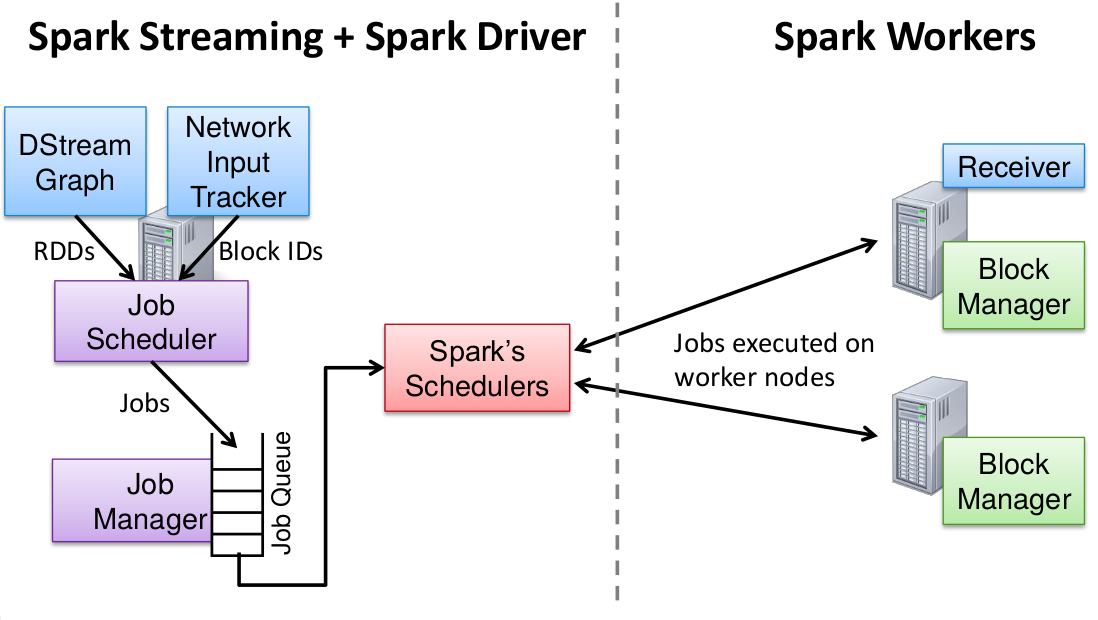 Spark Streaming + Spark Driver
Spark Workers
DStream
Graph
Network
Input
Tracker
RDDs
Block IDs
Job
Scheduler
Jobs
Job
Manager
Job Queue
Spark's
Schedulers
Jobs executed on
worker nodes
Receiver
Block
Manager
Block
Manager